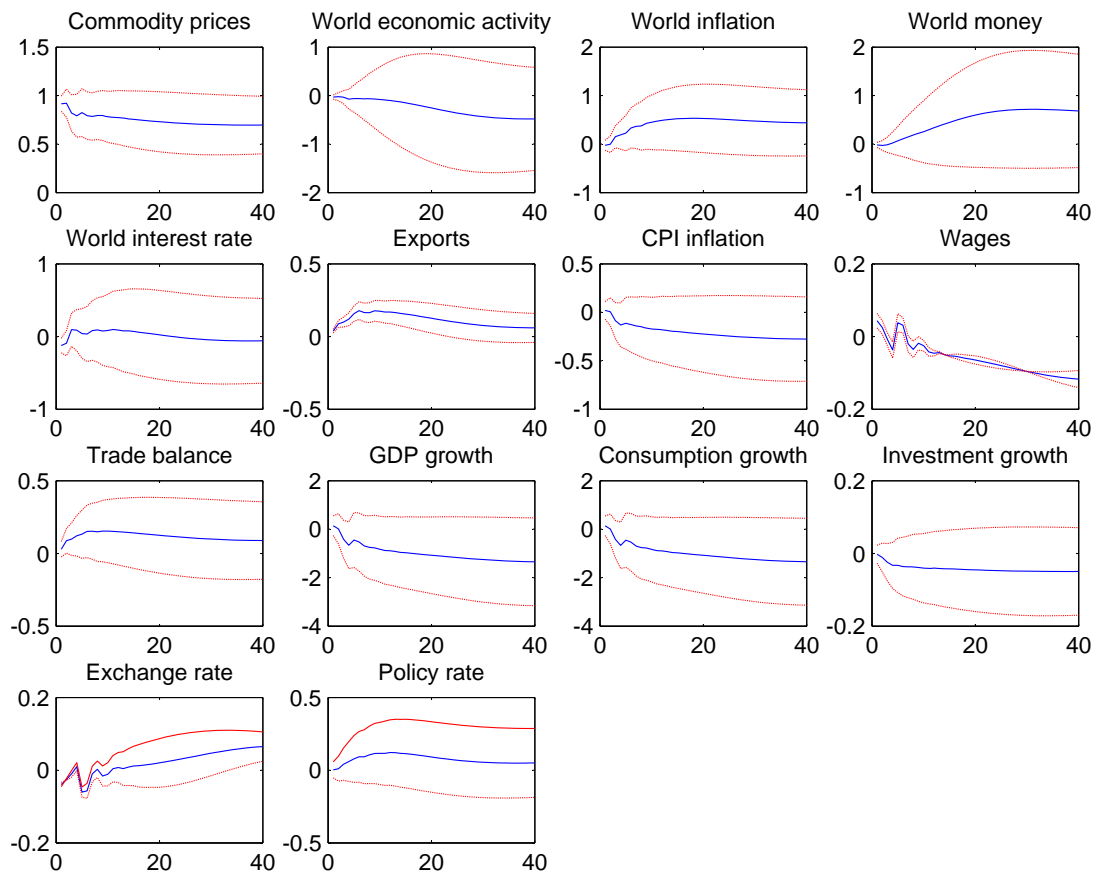 Commodity prices World economic activity World inflation World money
1.5 1 2 2
1 0 1 1
0.5 -1 0 0
0 -2 -1 -1
0 20 40 0 20 40 0 20 40 0 20 40
World interest rate Exports CPI inflation Wages
1 0.5 0.5 0.2
0 0 0 0
-0.5
-1 -0.5 -1 -0.2
0 20 40 0 20 40 0 20 40 0 20 40
Trade balance GDP growth Consumption growth Investment growth
0.5 2 2 0.2
0 0 0 0
-2 -2
-0.5 -4 -4 -0.2
0 20 40 0 20 40 0 20 40 0 20 40
Exchange rate Policy rate
0.2 0.5
0 0
-0.2 -0.5
0 20 40 0 20 40